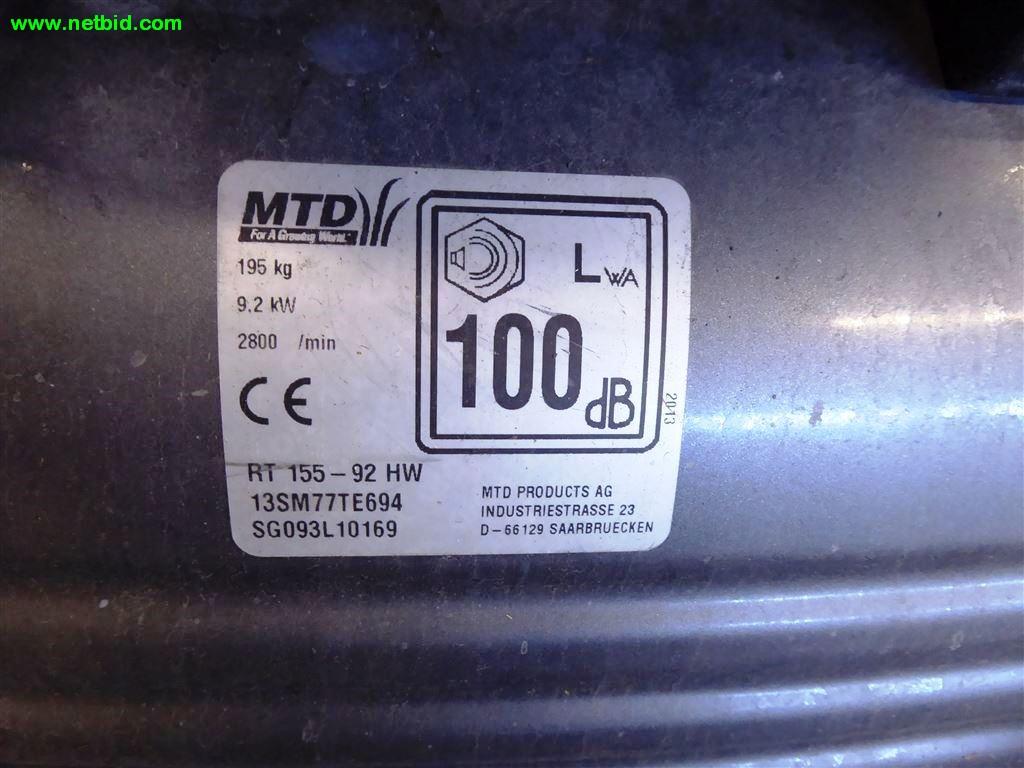 www.netbid.com
MTD
For A Growing World.
195 kg
9.2 kW
2800 /min
CE
LWA
100
dB
2013
RT 155-92 HW
13SM77TE694
SG093L10169
MTD PRODUCTS AG
INDUSTRIESTRASSE 23
D-66129 SAARBRUECKEN